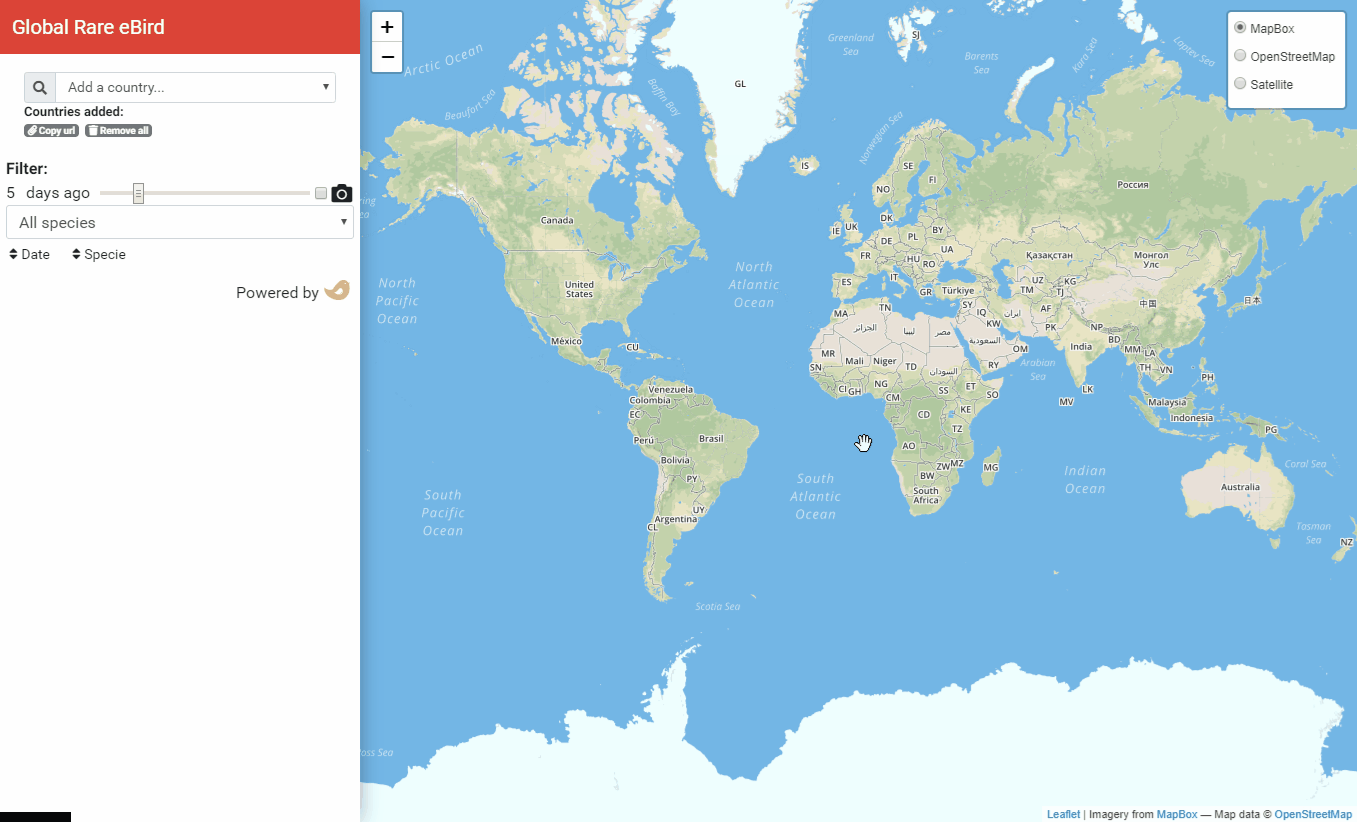 Global Rare eBird
Add a country...
Countries added:
Copy url
Remove all
Filter:
5 days ago
All species
Date
Specie
Powered by
+
−
MapBox
OpenStreetMap
Satellite
Arctic Ocean
Beaufort Sea
Baffin Bay
GL
Greenland
Sea
SJ
Barents
Sea
Kara Sea
Laptev Sea
Norwegian Sea
IS
SE
FI
NO
Россия
ring
ea
Canada
DK
IE
UK
BY
PL
DE
UA
FR
HU
RO
Қазақстан
Монгол
Улс
IT
ES
GR
Türkiye
UZ
KG
TM
TJ
中国
日本
North
Pacific
Ocean
United
States
North
Atlantic
Ocean
MA
TN
SY
IQ
ایران
AF
KW
PK
NP
BD
الجزائر
ليبيا
مصر
السعودية
México
CU
MR
Mali
Niger
TD
السودان
RY
OM
Arabian
Sea
India
MM
LA
TH
VN
PH
SN
CI
GH
NG
CM
SS
ET
SO
LK
MV
Venezuela
Colombia
EC
CD
KE
Malaysia
Indonesia
PG
Perú
Brasil
TZ
AO
Bolivia
ZW
MZ
MG
BW
PY
South
Africa
Indian
Ocean
Coral Sea
Australia
South
Pacific
Ocean
South
Atlantic
Ocean
UY
Argentina
CL
Tasman
Sea
NZ
Scotia Sea
oss Sea
Leaflet | Imagery from MapBox — Map data © OpenStreetMap